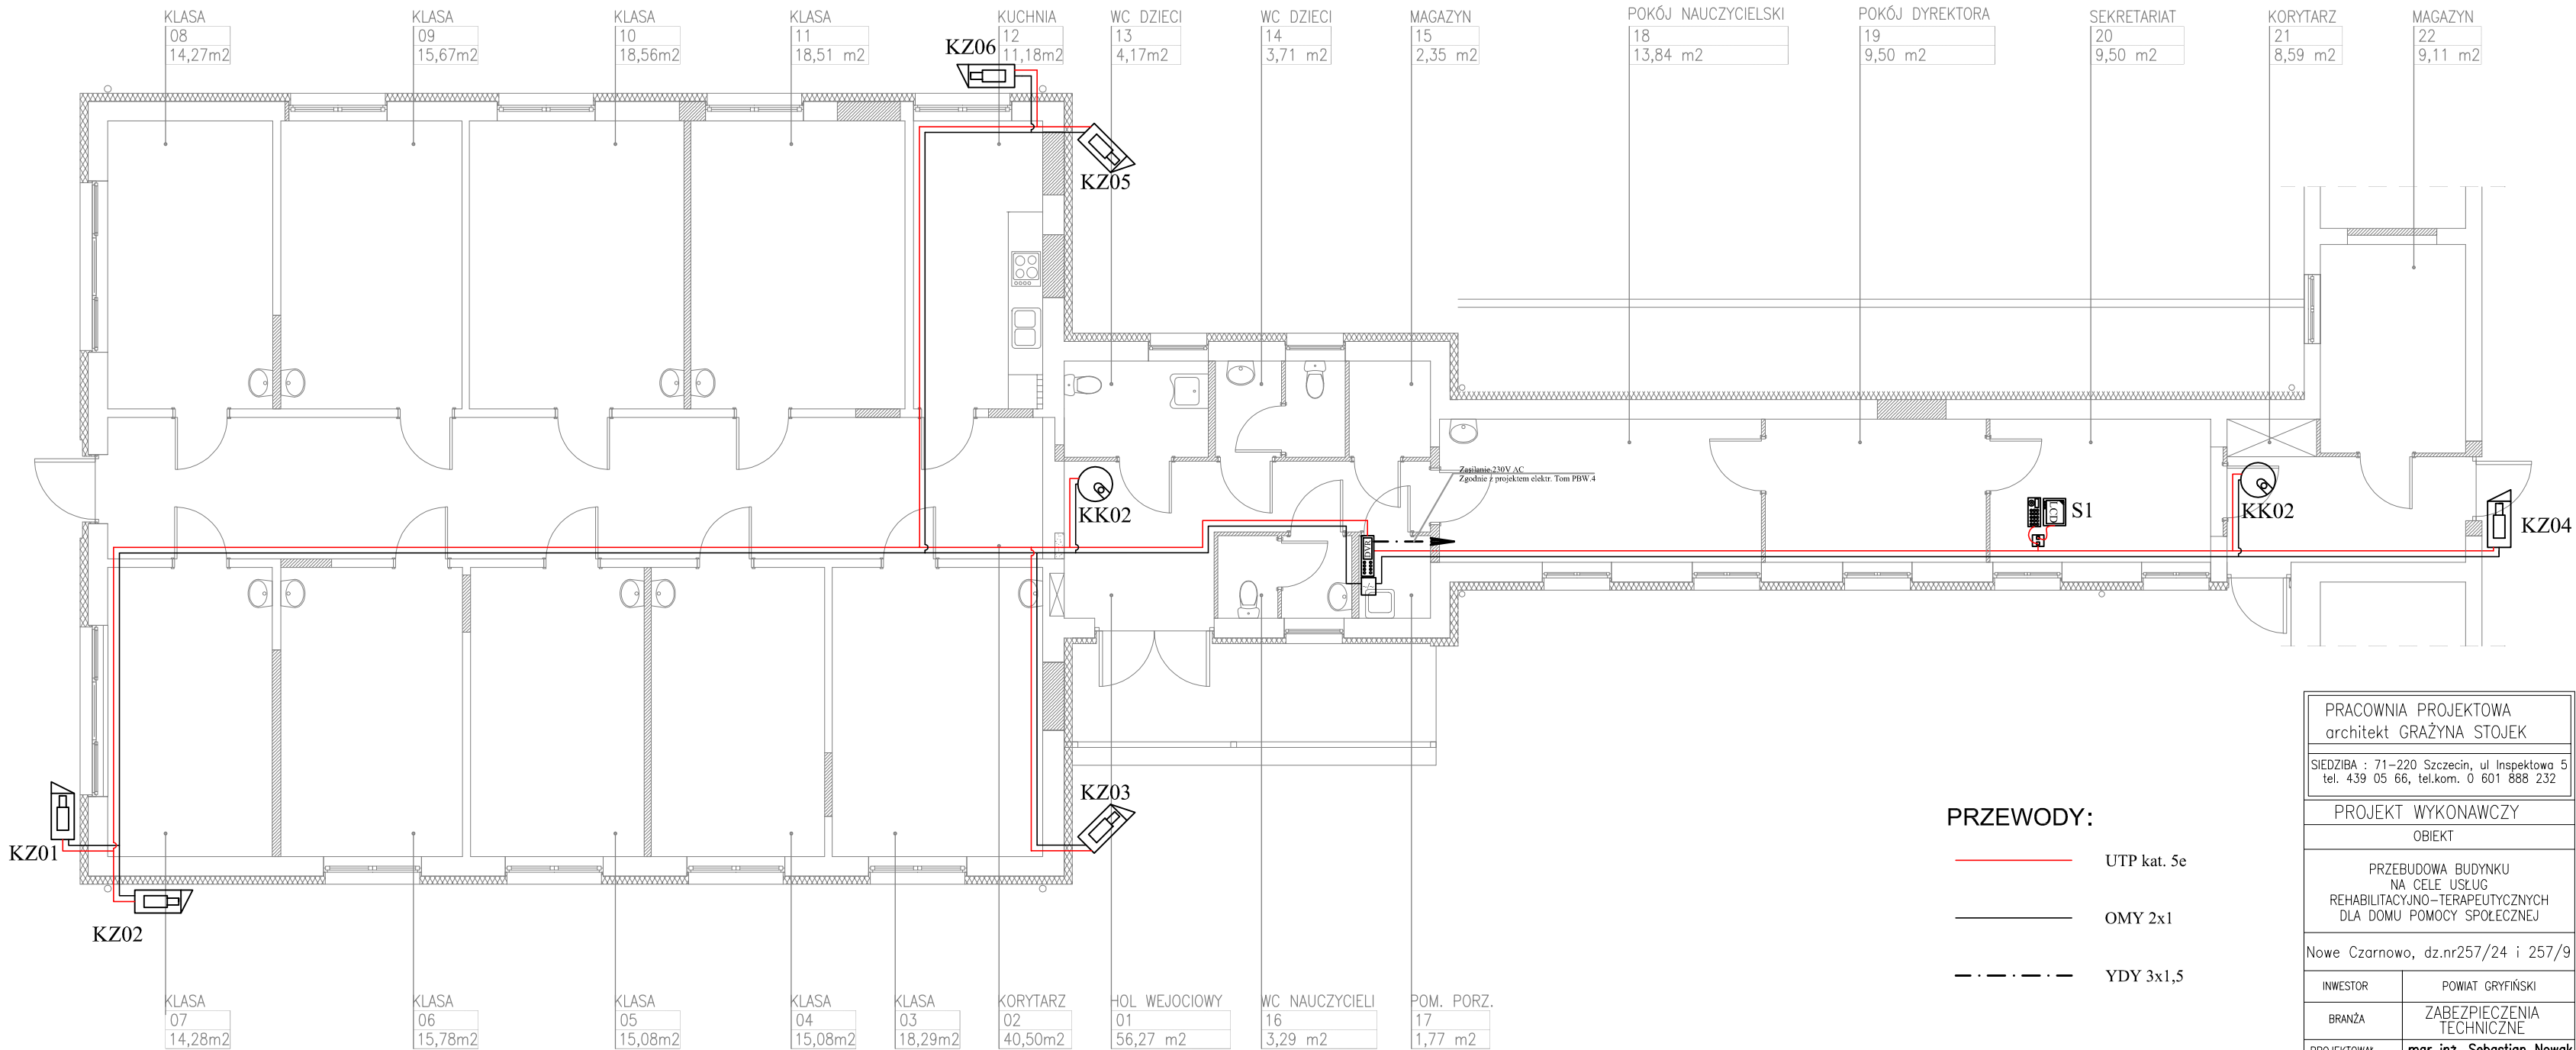 KLASA
08
14,27m2
KLASA
09
15,67m2
KLASA
10
18,56m2
KLASA
11
18,51 m2
KUCHNIA
12
11,18m2
WC DZIECI
13
4,17m2
WC DZIECI
14
3,71 m2
MAGAZYN
15
2,35 m2
POKÓJ NAUCZYCIELSKI
18
13,84 m2
POKÓJ DYREKTORA
19
9,50 m2
SEKRETARIAT
20
9,50 m2
KORYTARZ
21
8,59 m2
MAGAZYN
22
9,11 m2
KZ06
KZ05
Zasilanie 230V AC
Zgodnie z projektem elektr. Tom PBW.4
KK02
DVR
LCD
S1
KK02
KZ04
KZ03
KZ01
KZ02
KLASA
07
14,28m2
KLASA
06
15,78m2
KLASA
05
15,08m2
KLASA
04
15,08m2
KLASA
03
18,29m2
KORYTARZ
02
40,50m2
HOL WEJOCIOWY
01
56,27 m2
WC NAUCZYCIELI
16
3,29 m2
POM. PORZ.
17
1,77 m2
PRZEWODY:
UTP kat. 5e
OMY 2x1
YDY 3x1,5
PRACOWNIA PROJEKTOWA
architekt GRAŻYNA STOJEK
SIEDZIBA : 71-220 Szczecin, ul Inspektowa 5
tel. 439 05 66, tel.kom. 0 601 888 232
PROJEKT WYKONAWCZY
OBIEKT
PRZEBUDOWA BUDYNKU
NA CELE USŁUG
REHABILITACYJNO-TERAPEUTYCZNYCH
DLA DOMU POMOCY SPOŁECZNEJ
Nowe Czarnowo, dz.nr257/24 i 257/9
INWESTOR
POWIAT GRYFIŃSKI
BRANŻA
ZABEZPIECZENIA
TECHNICZNE
PROJEKTOWAŁ
mgr inż. Sebastian Nowak